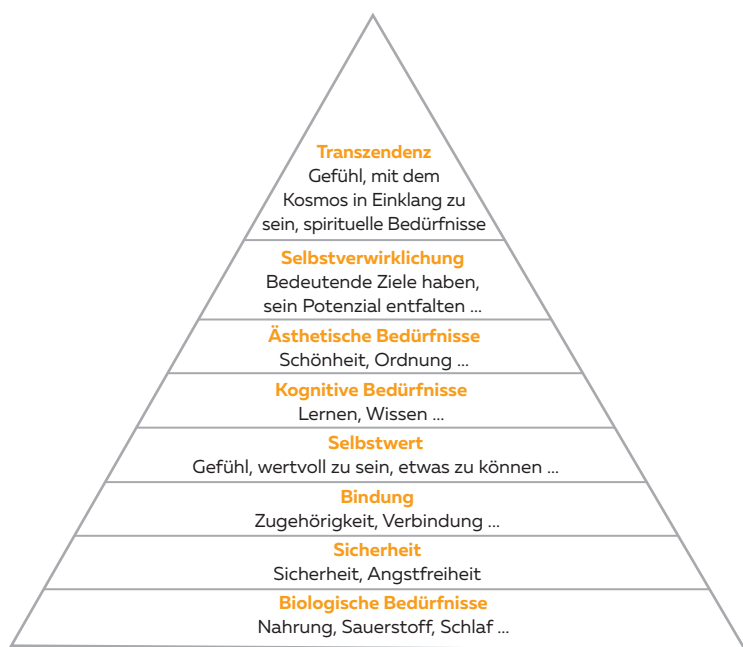 Transzendenz
Gefühl, mit dem
Kosmos in Einklang zu
sein, spirituelle Bedürfnisse
Selbstverwirklichung
Bedeutende Ziele haben,
sein Potenzial entfalten ...
Ästhetische Bedürfnisse
Schönheit, Ordnung ...
Kognitive Bedürfnisse
Lernen, Wissen ...
Selbstwert
Gefühl, wertvoll zu sein, etwas zu können ...
Bindung
Zugehörigkeit, Verbindung ...
Sicherheit
Sicherheit, Angstfreiheit
Biologische Bedürfnisse
Nahrung, Sauerstoff, Schlaf ...